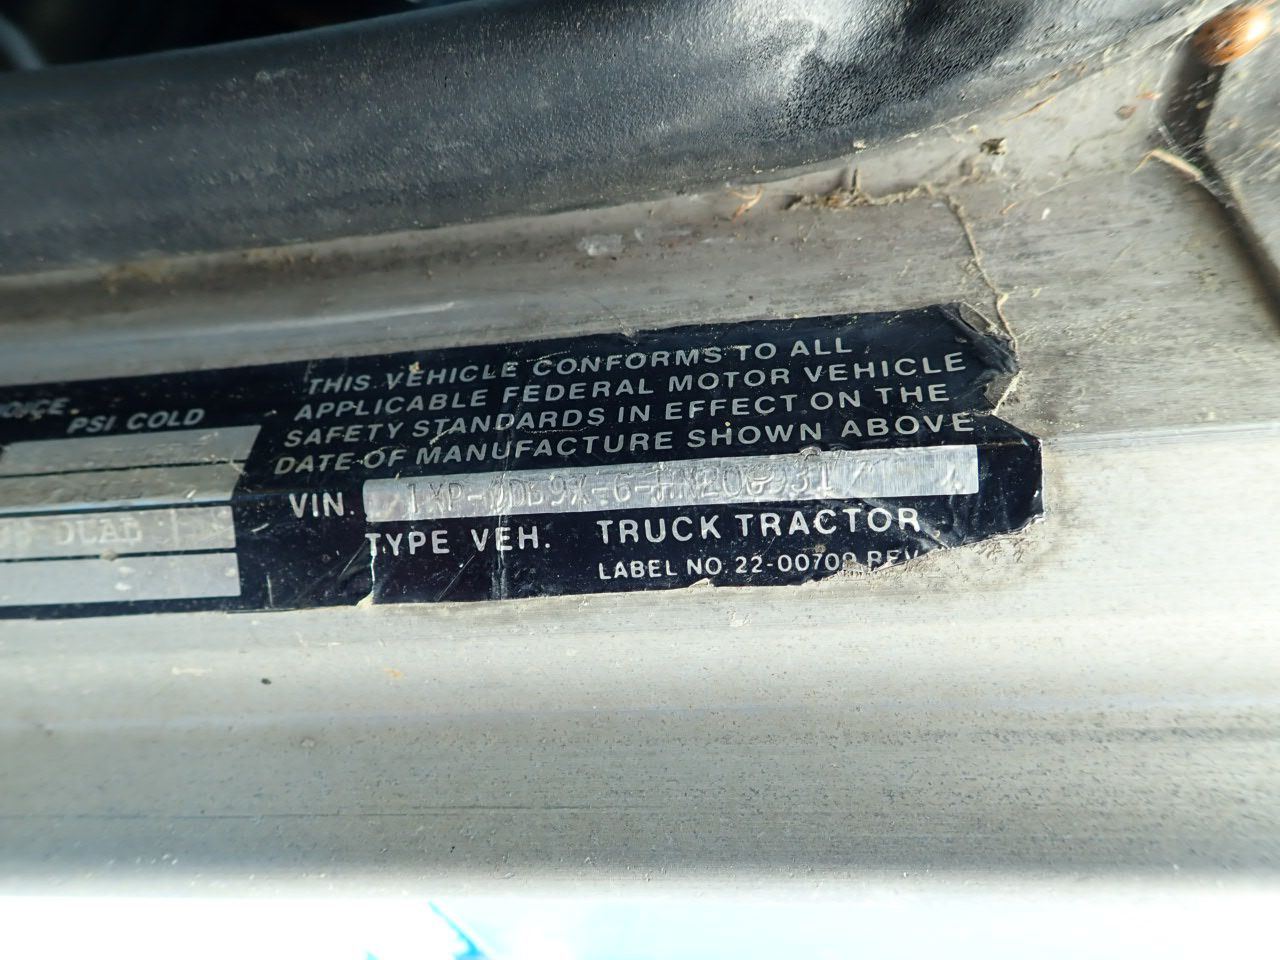 PSI COLD
THIS VEHICLE CONFORMS TO ALL
APPLICABLE FEDERAL MOTOR VEHICLE
SAFETY STANDARDS IN EFFECT ON THE
DATE OF MANUFACTURE SHOWN ABOVE
VIN.
TYPE VEH. TRUCK TRACTOR
LABEL NO. 22-00709 REV